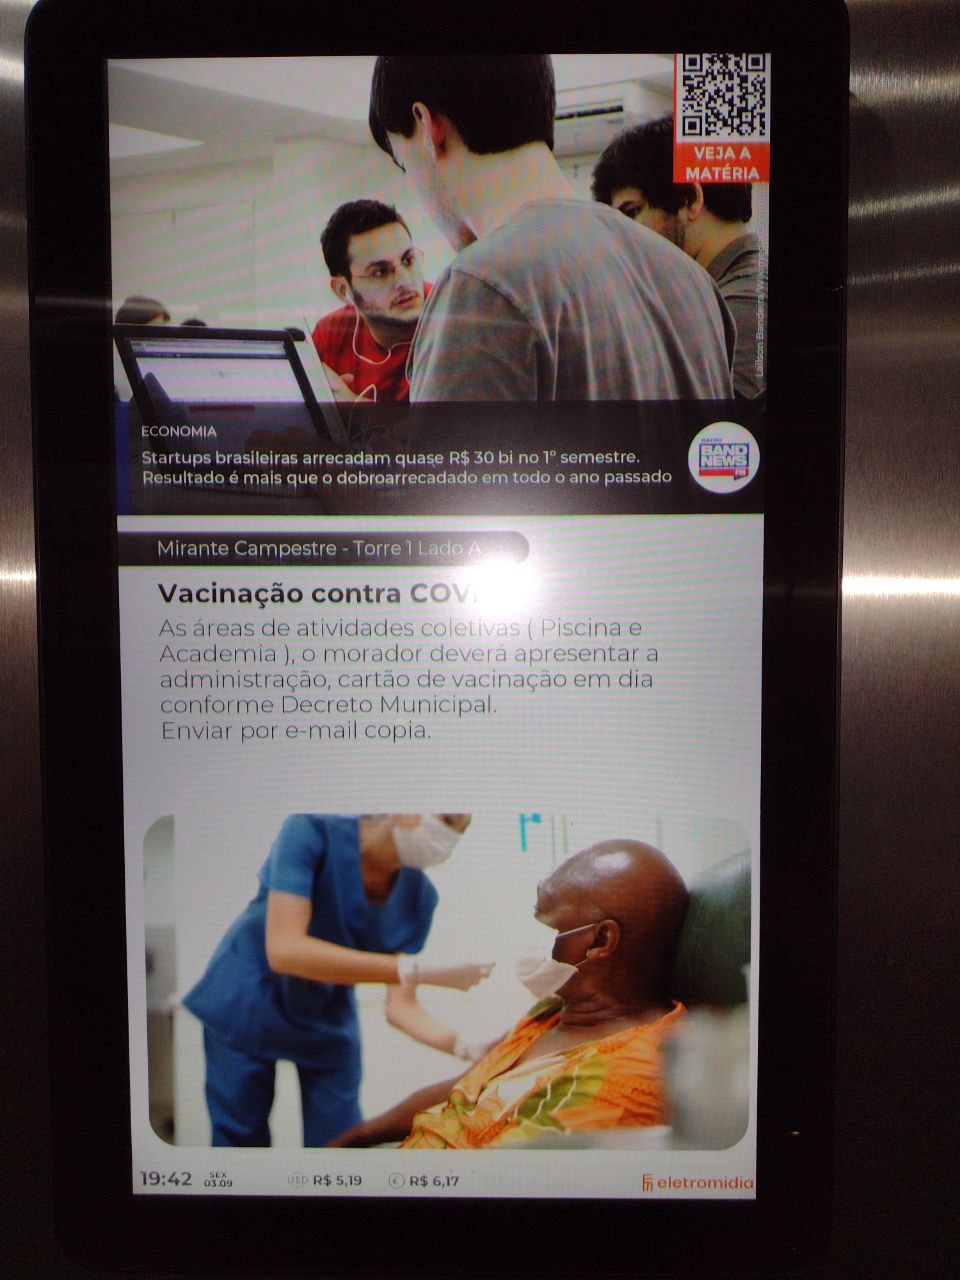 VEJA A
MATÉRIA
ECONOMIA
Startups brasileiras arrecadam quase R$ 30 bi no 1º semestre.
Resultado é mais que o dobroarrecadado em todo o ano passado
RÁDIO
BAND
NEWS
FM
Mirante Campestre - Torre 1 Lado A
Vacinação contra COV
As áreas de atividades coletivas ( Piscina e
Academia ), o morador deverá apresentar a
administração, cartão de vacinação em dia
conforme Decreto Municipal.
Enviar por e-mail copia.
19:42
SEX
03.09
USD R$ 5,19
€ R$ 6,17
eletromidia